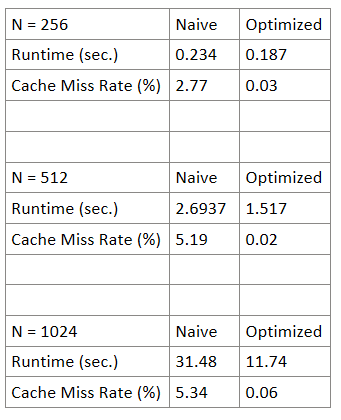 N = 256 Naive Optimized
Runtime (sec.) 0.234 0.187
Cache Miss Rate (%) 2.77 0.03
N = 512 Naive Optimized
Runtime (sec.) 2.6937 1.517
Cache Miss Rate (%) 5.19 0.02
N = 1024 Naive Optimized
Runtime (sec.) 31.48 11.74
Cache Miss Rate (%) 5.34 0.06